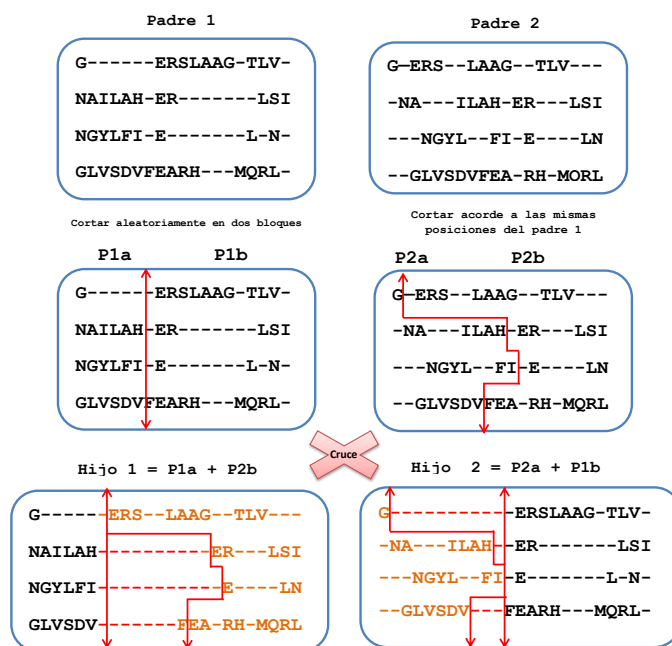 Padre 1
G------ERSLAAG-TLV-
NAILAH-ER-------LSI
NGYLFI-E-------L-N-
GLVSDVFEARH---MQRL-
Padre 2
G—ERS--LAAG--TLV---
-NA---ILAH-ER---LSI
---NGYL--FI-E----LN
--GLVSDVFEA-RH-MORL
Cortar aleatoriamente en dos bloques
P1a P1b
G------ERSLAAG-TLV-
NAILAH-ER-------LSI
NGYLFI-E-------L-N-
GLVSDVFEARH---MQRL-
Cortar acorde a las mismas
posiciones del padre 1
P2a P2b
G—ERS--LAAG--TLV---
-NA---ILAH-ER---LSI
---NGYL--FI-E----LN
--GLVSDVFEA-RH-MQRL
Cruce
Hijo 1 = P1a + P2b
G------ERS--LAAG--TLV---
NAILAH----------ER---LSI
NGYLFI-----------E----LN
GLVSDV-------FEA-RH-MQRL
Hijo 2 = P2a + P1b
G-----------ERSLAAG-TLV-
-NA---ILAH--ER-------LSI
---NGYL--FI-E-------L-N-
--GLVSDV----FEARH---MQRL-